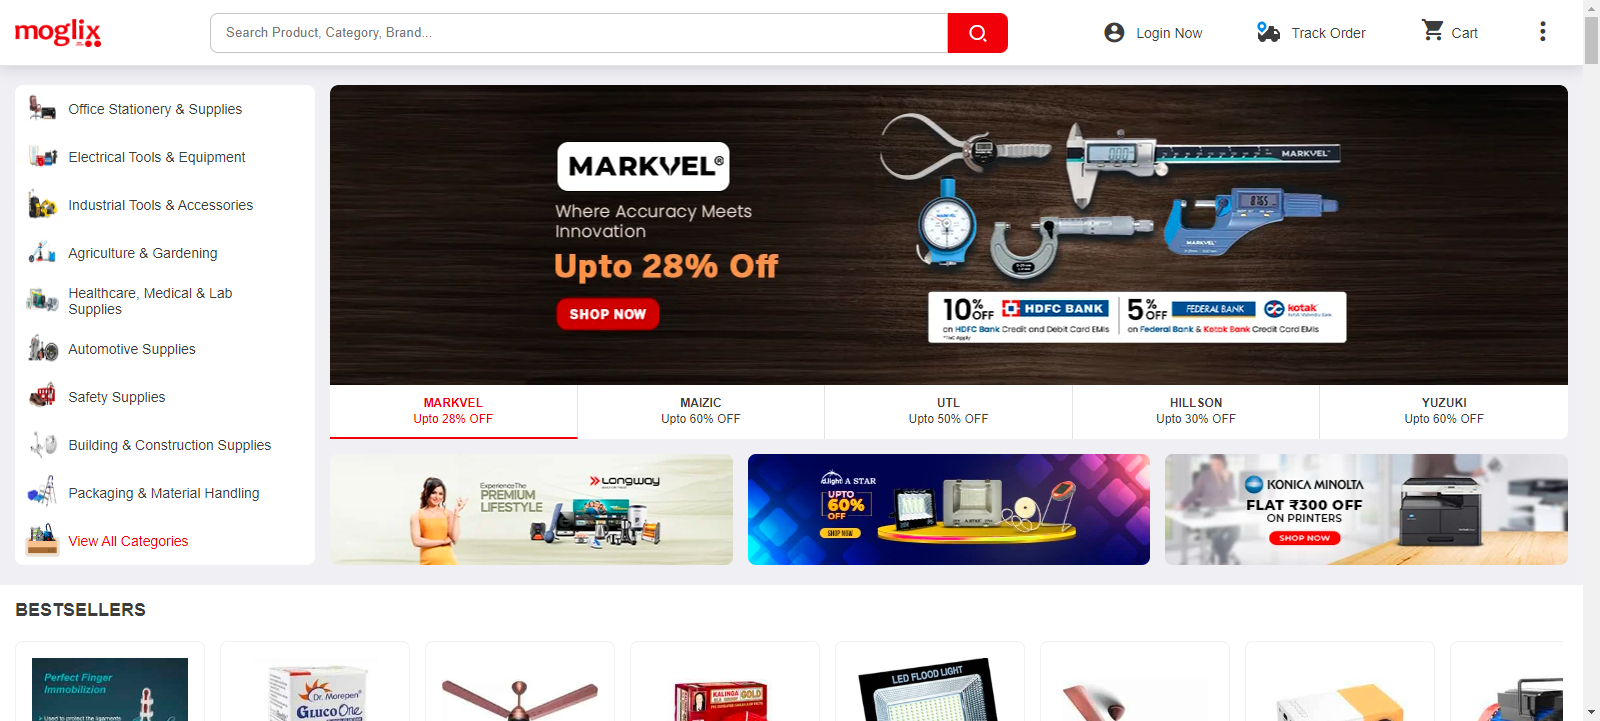 moglix
Search Product, Category, Brand...
Login Now
Track Order
Cart
Office Stationery & Supplies
Electrical Tools & Equipment
Industrial Tools & Accessories
Agriculture & Gardening
Healthcare, Medical & Lab
Supplies
Automotive Supplies
Safety Supplies
Building & Construction Supplies
Packaging & Material Handling
View All Categories
MARKVEL®
Where Accuracy Meets
Innovation
Upto 28% Off
SHOP NOW
MARKVEL
MARKVEL
MARKVEL
10% OFF HDFC BANK
on HDFC Bank Credit and Debit Card EMIs
*T&C Apply
5% OFF FEDERAL BANK kotak
on Federal Bank & Kotak Bank Credit Card EMIs
MARKVEL
Upto 28% OFF
MAIZIC
Upto 60% OFF
UTL
Upto 50% OFF
HILLSON
Upto 30% OFF
YUZUKI
Upto 60% OFF
Experience The
PREMIUM
LIFESTYLE
LONGWAY
d.light A STAR
UPTO
60%
OFF
SHOP NOW
KONICA MINOLTA
FLAT ₹300 OFF
ON PRINTERS
SHOP NOW
BESTSELLERS
Perfect Finger
Immobilizion
Used to protect the ligaments
Dr. Morepen
GLUCO One
KALINGA
GOLD
LED FLOOD LIGHT